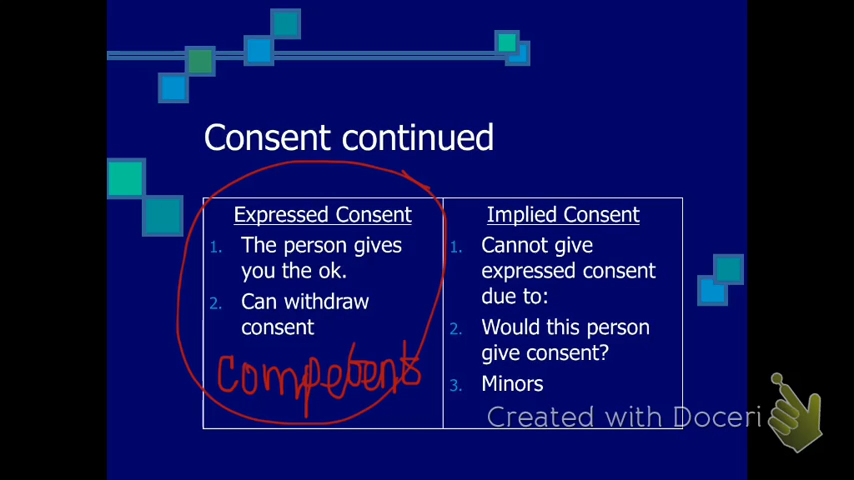 Consent continued
Expressed Consent
1. The person gives
you the ok.
2. Can withdraw
consent
competent
Implied Consent
1. Cannot give
expressed consent
due to:
2. Would this person
give consent?
3. Minors
Created with Doceri